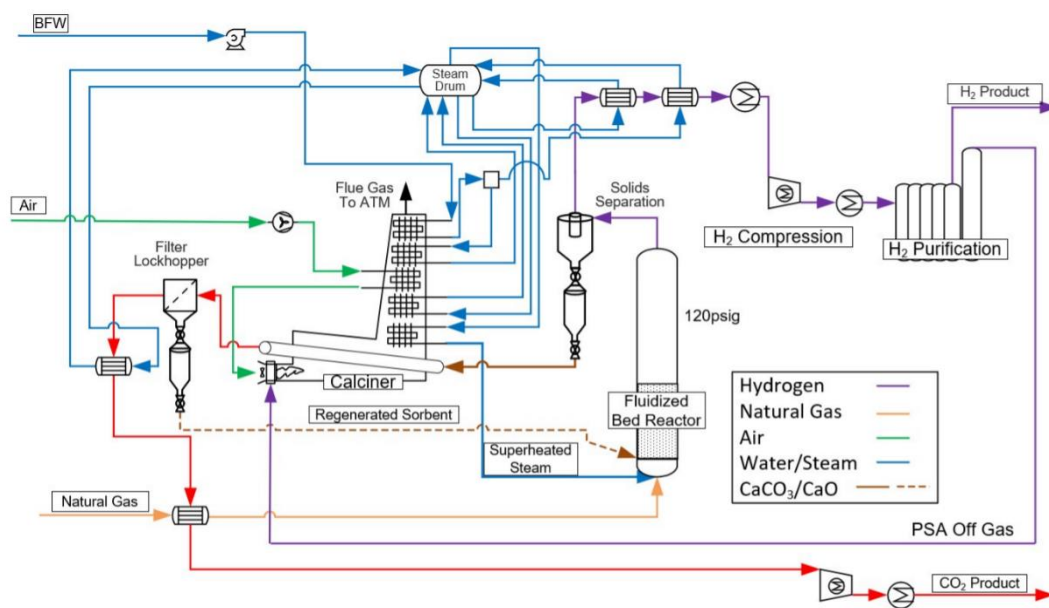 BFW
Steam
Drum
H₂ Product
Flue Gas
To ATM
Solids
Separation
Air
Filter
Lockhopper
H₂ Compression
H₂ Purification
120psig
Calciner
Hydrogen
Natural Gas
Air
Water/Steam
CaCO₃/CaO
Regenerated Sorbent
Fluidized
Bed Reactor
Superheated
Steam
Natural Gas
PSA Off Gas
CO₂ Product